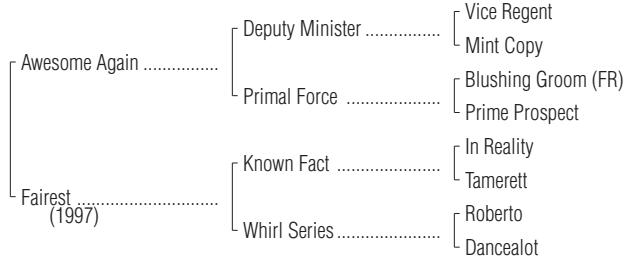 Vice Regent
Deputy Minister ..................
Mint Copy
Awesome Again ................
Blushing Groom (FR)
Primal Force ......................
Prime Prospect
In Reality
Known Fact ........................
Tamerett
Fairest ..............................
(1997)
Roberto
Whirl Series ........................
Dancealot